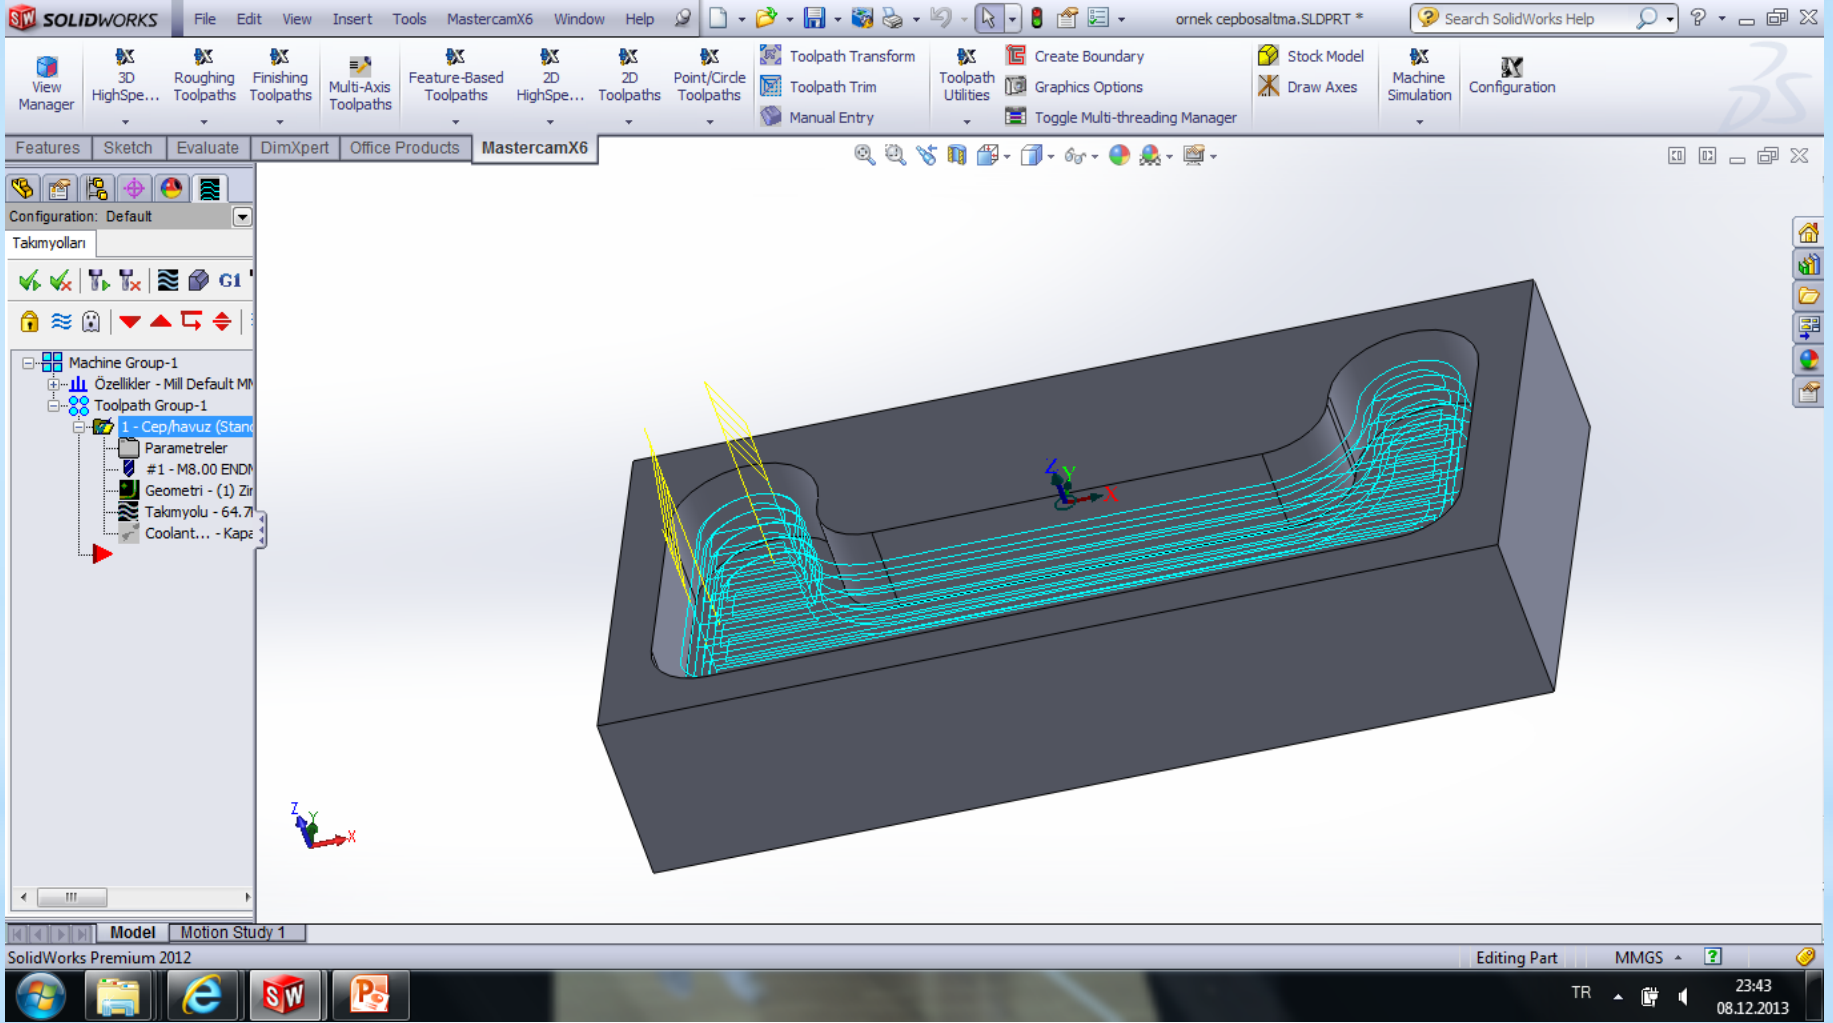 SOLIDWORKS File Edit View Insert Tools MastercamX6 Window Help ornek cepbosaltma.SLDPRT * Search SolidWorks Help
View Manager
3D HighSpe...
Roughing Toolpaths
Finishing Toolpaths
Multi-Axis Toolpaths
Feature-Based Toolpaths
2D HighSpe...
2D Toolpaths
Point/Circle Toolpaths
Toolpath Transform
Toolpath Trim
Manual Entry
Toolpath Utilities
Create Boundary
Graphics Options
Toggle Multi-threading Manager
Stock Model
Draw Axes
Machine Simulation
Configuration
Features Sketch Evaluate DimXpert Office Products MastercamX6
Configuration: Default
Takımyolları
G1
Machine Group-1
Özellikler - Mill Default MM
Toolpath Group-1
1 - Cep/havuz (Stand
Parametreler
#1 - M8.00 ENDM
Geometri - (1) Zir
Takımyolu - 64.7
Coolant... - Kapa
Z Y X
Z Y X
Model Motion Study 1
SolidWorks Premium 2012 Editing Part MMGS
TR 23:43
08.12.2013